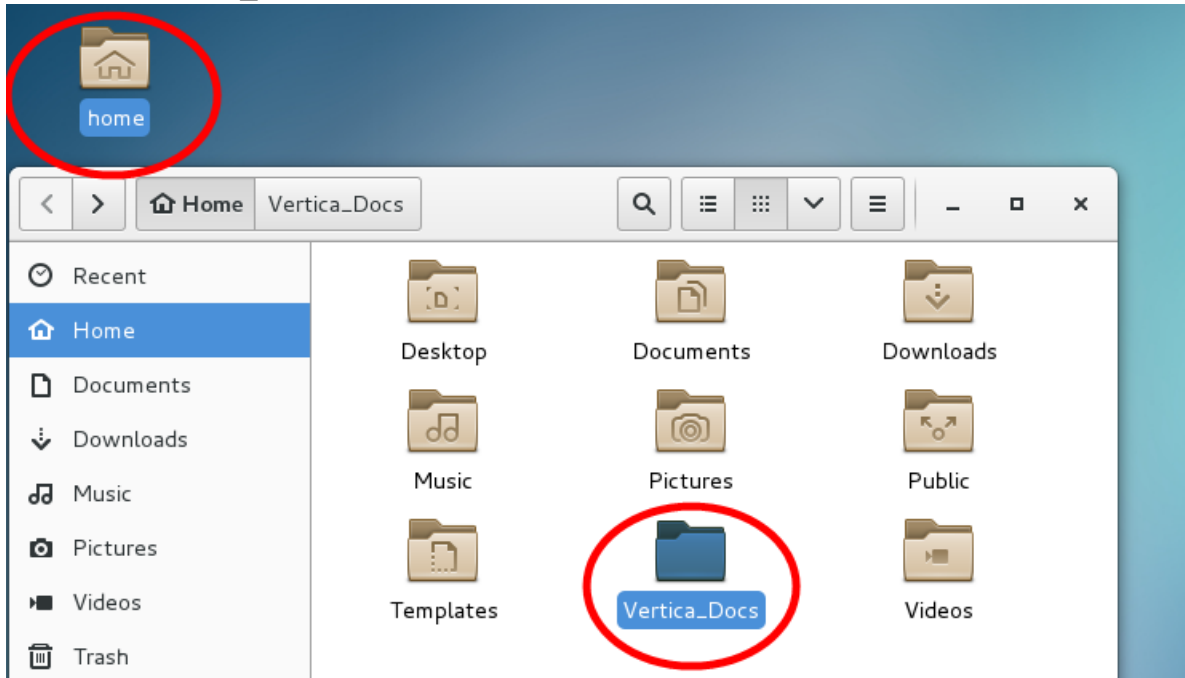 home
Home Vertica_Docs
Recent
Home
Documents
Downloads
Music
Pictures
Videos
Trash
Desktop Documents Downloads
Music Pictures Public
Templates Vertica_Docs Videos